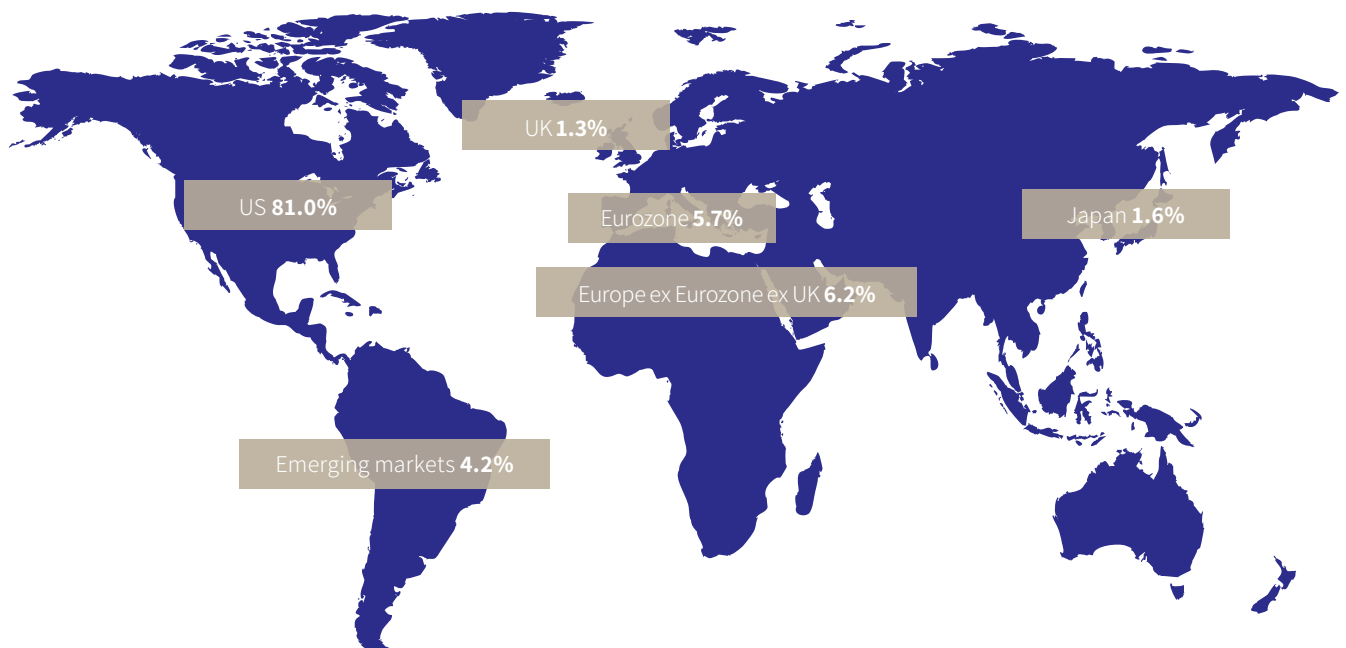 UK 1.3%
US 81.0%
Eurozone 5.7%
Japan 1.6%
Europe ex Eurozone ex UK 6.2%
Emerging markets 4.2%